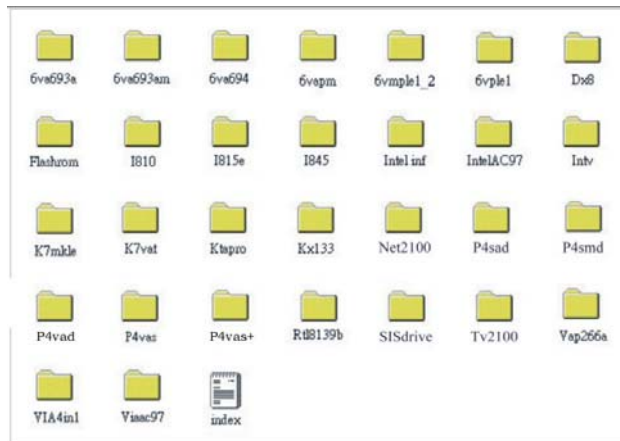 6va693a 6va693am 6va694 6vapm 6vmple1_2 6vple1 Dx8
Flashrom I810 I815e I845 Intel inf IntelAC97 Intv
K7mkle K7vat Ktapro Kx133 Net2100 P4sad P4smd
P4vad P4vas P4vas+ Rtl8139b SISdrive Tv2100 Vap266a
VIA4in1 Viaac97 index